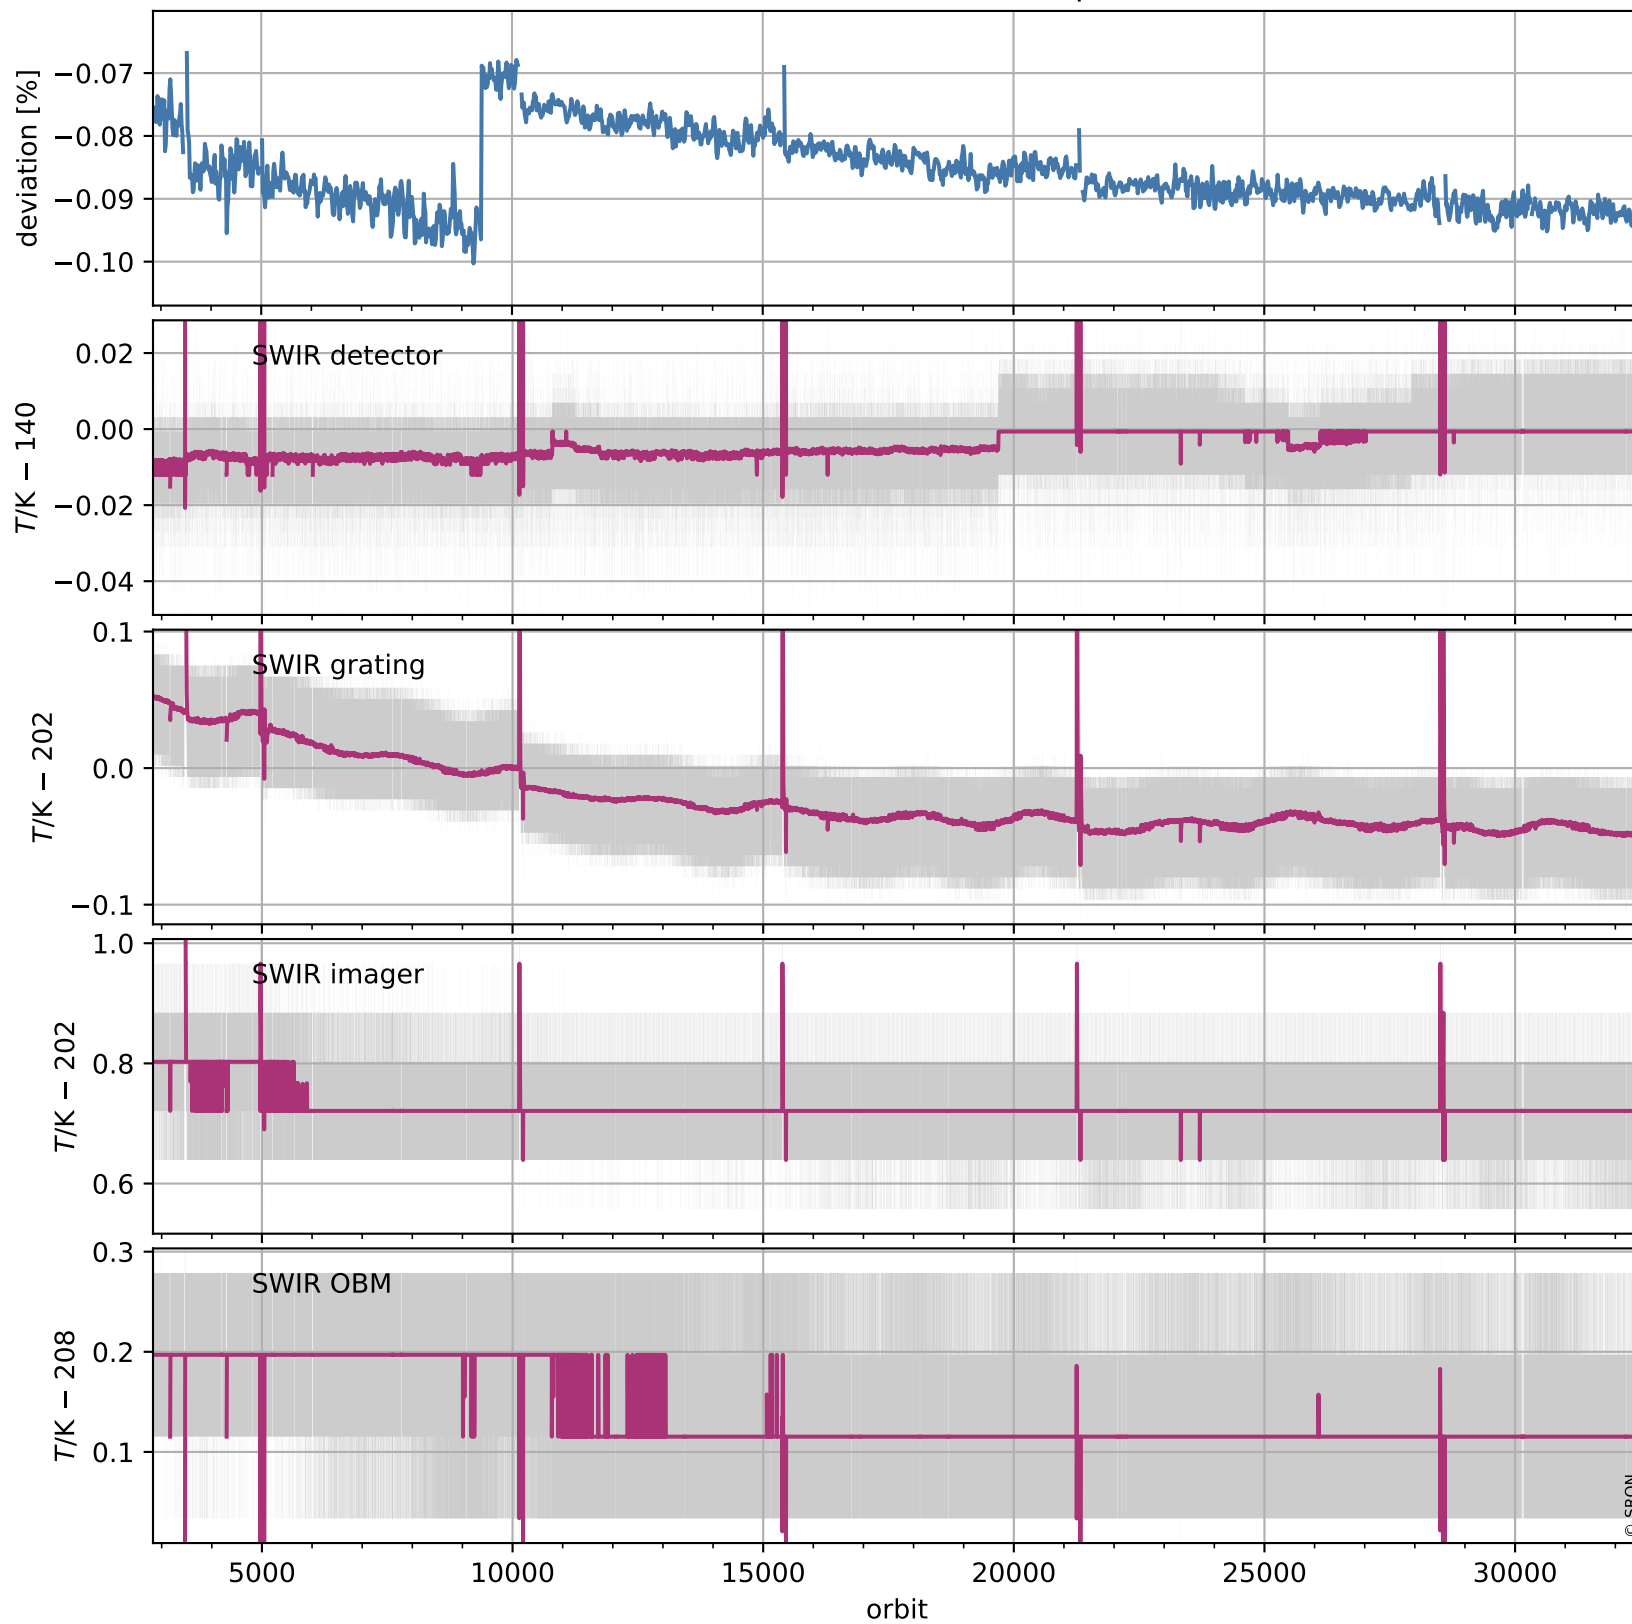 deviation [%]
−0.07
−0.08
−0.09
−0.10
SWIR detector
T/K − 140
0.02
0.00
−0.02
−0.04
SWIR grating
T/K − 202
0.1
0.0
−0.1
SWIR imager
T/K − 202
1.0
0.8
0.6
SWIR OBM
T/K − 208
0.3
0.2
0.1
© SRON
5000
10000
15000
20000
25000
30000
orbit